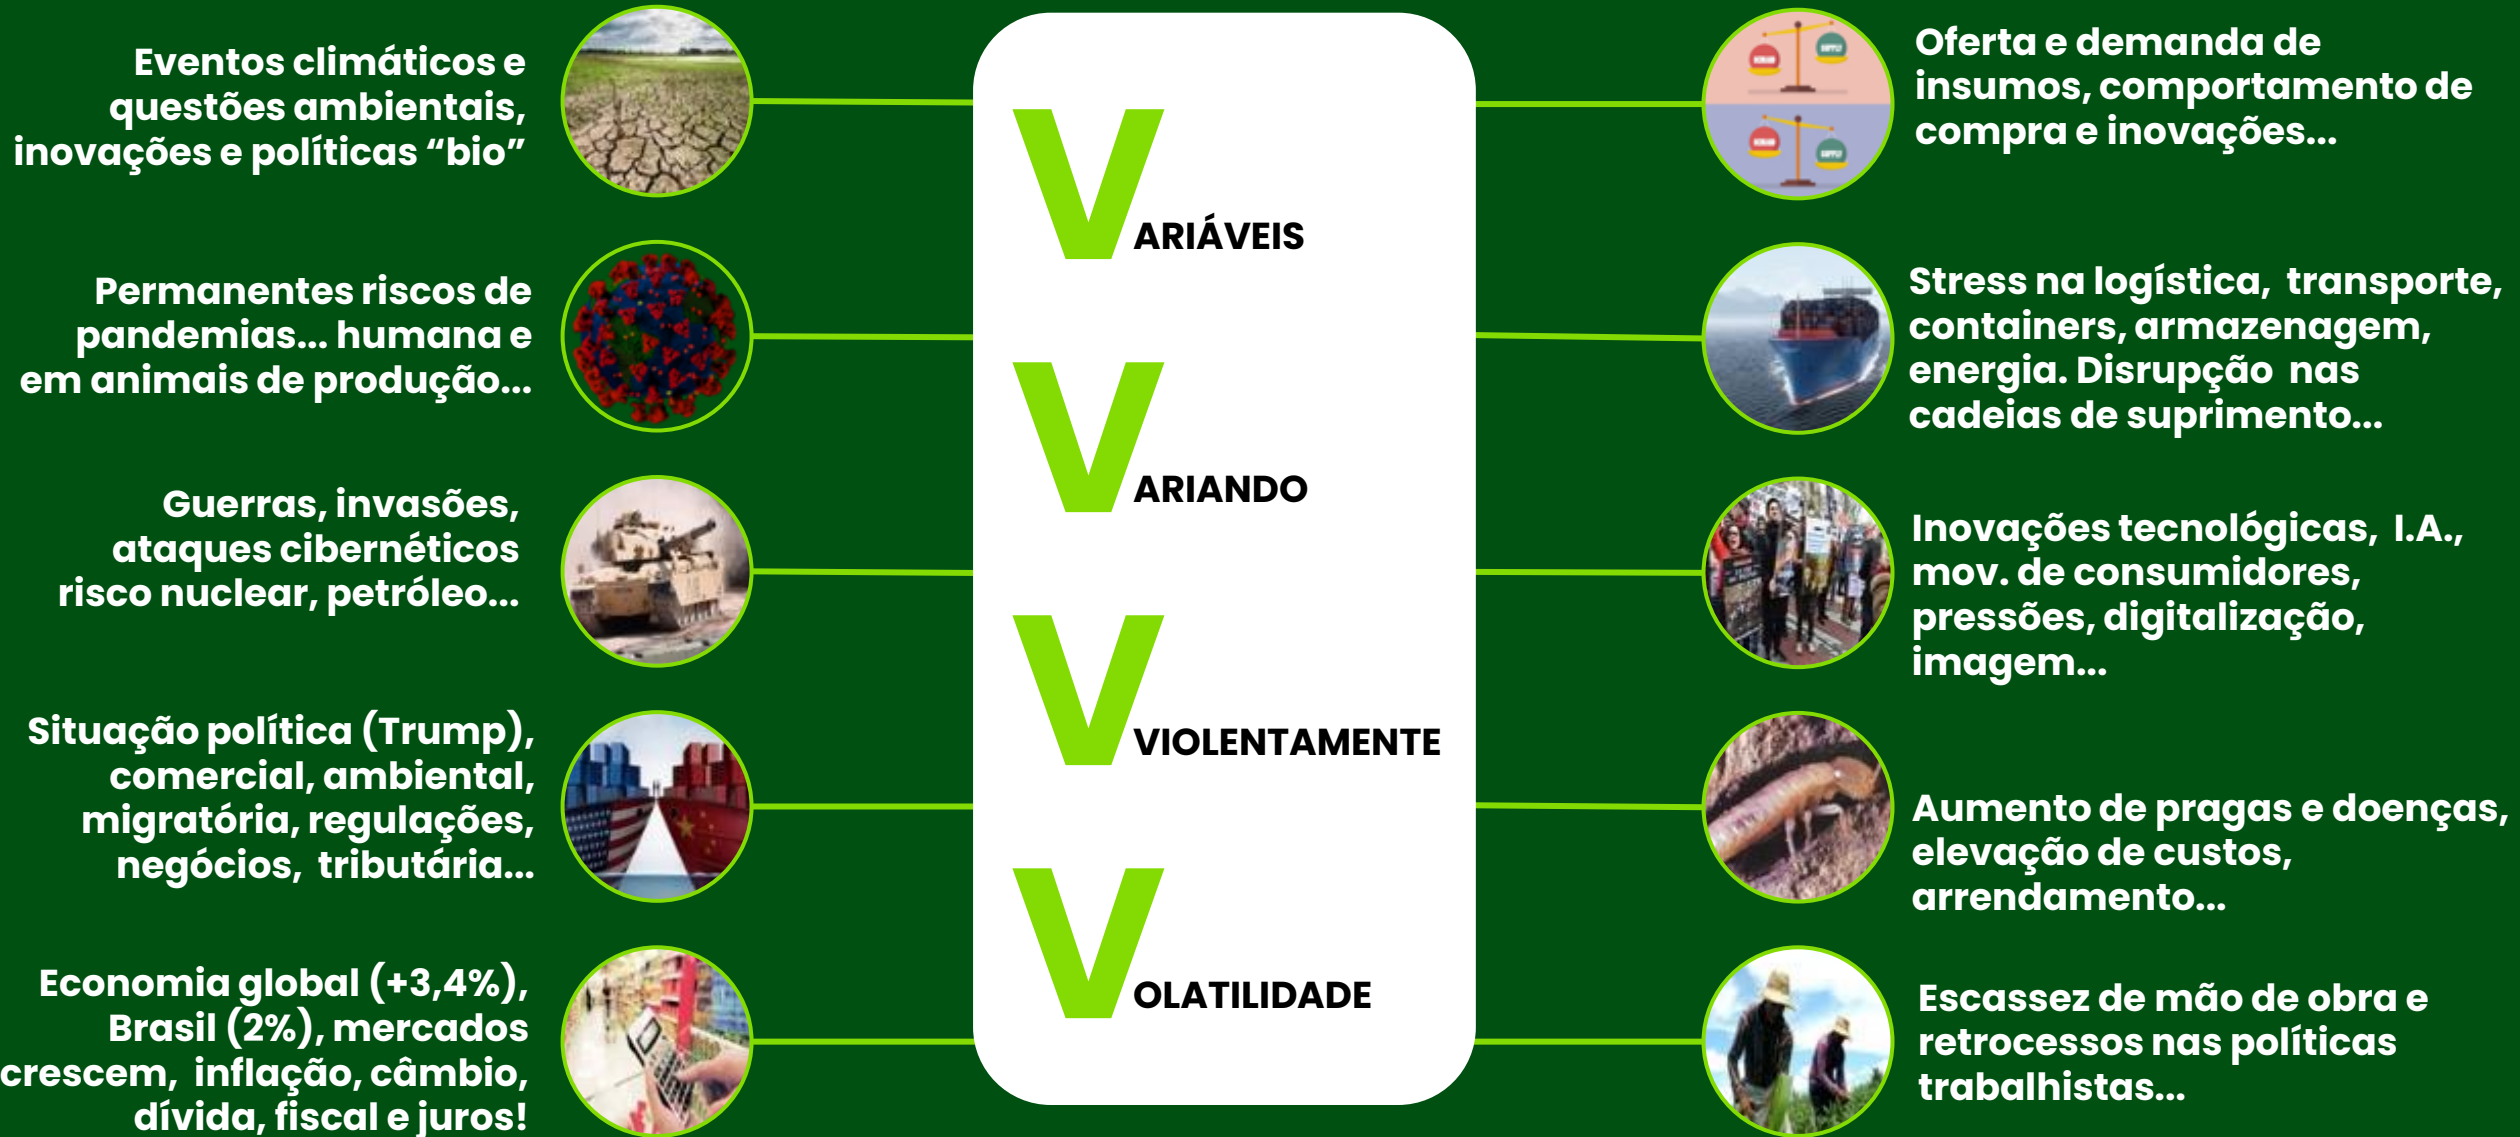 Eventos climáticos e
questões ambientais,
inovações e políticas “bio”
Permanentes riscos de
pandemias... humana e
em animais de produção...
Guerras, invasões,
ataques cibernéticos
risco nuclear, petróleo...
Situação política (Trump),
comercial, ambiental,
migratória, regulações,
negócios, tributária...
Economia global (+3,4%),
Brasil (2%), mercados
crescem, inflação, câmbio,
dívida, fiscal e juros!
VARIÁVEIS
VARIANDO
VVIOLENTAMENTE
VOLATILIDADE
Oferta e demanda de
insumos, comportamento de
compra e inovações...
Stress na logística, transporte,
containers, armazenagem,
energia. Disrupção nas
cadeias de suprimento...
Inovações tecnológicas, I.A.,
mov. de consumidores,
pressões, digitalização,
imagem...
Aumento de pragas e doenças,
elevação de custos,
arrendamento...
Escassez de mão de obra e
retrocessos nas políticas
trabalhistas...